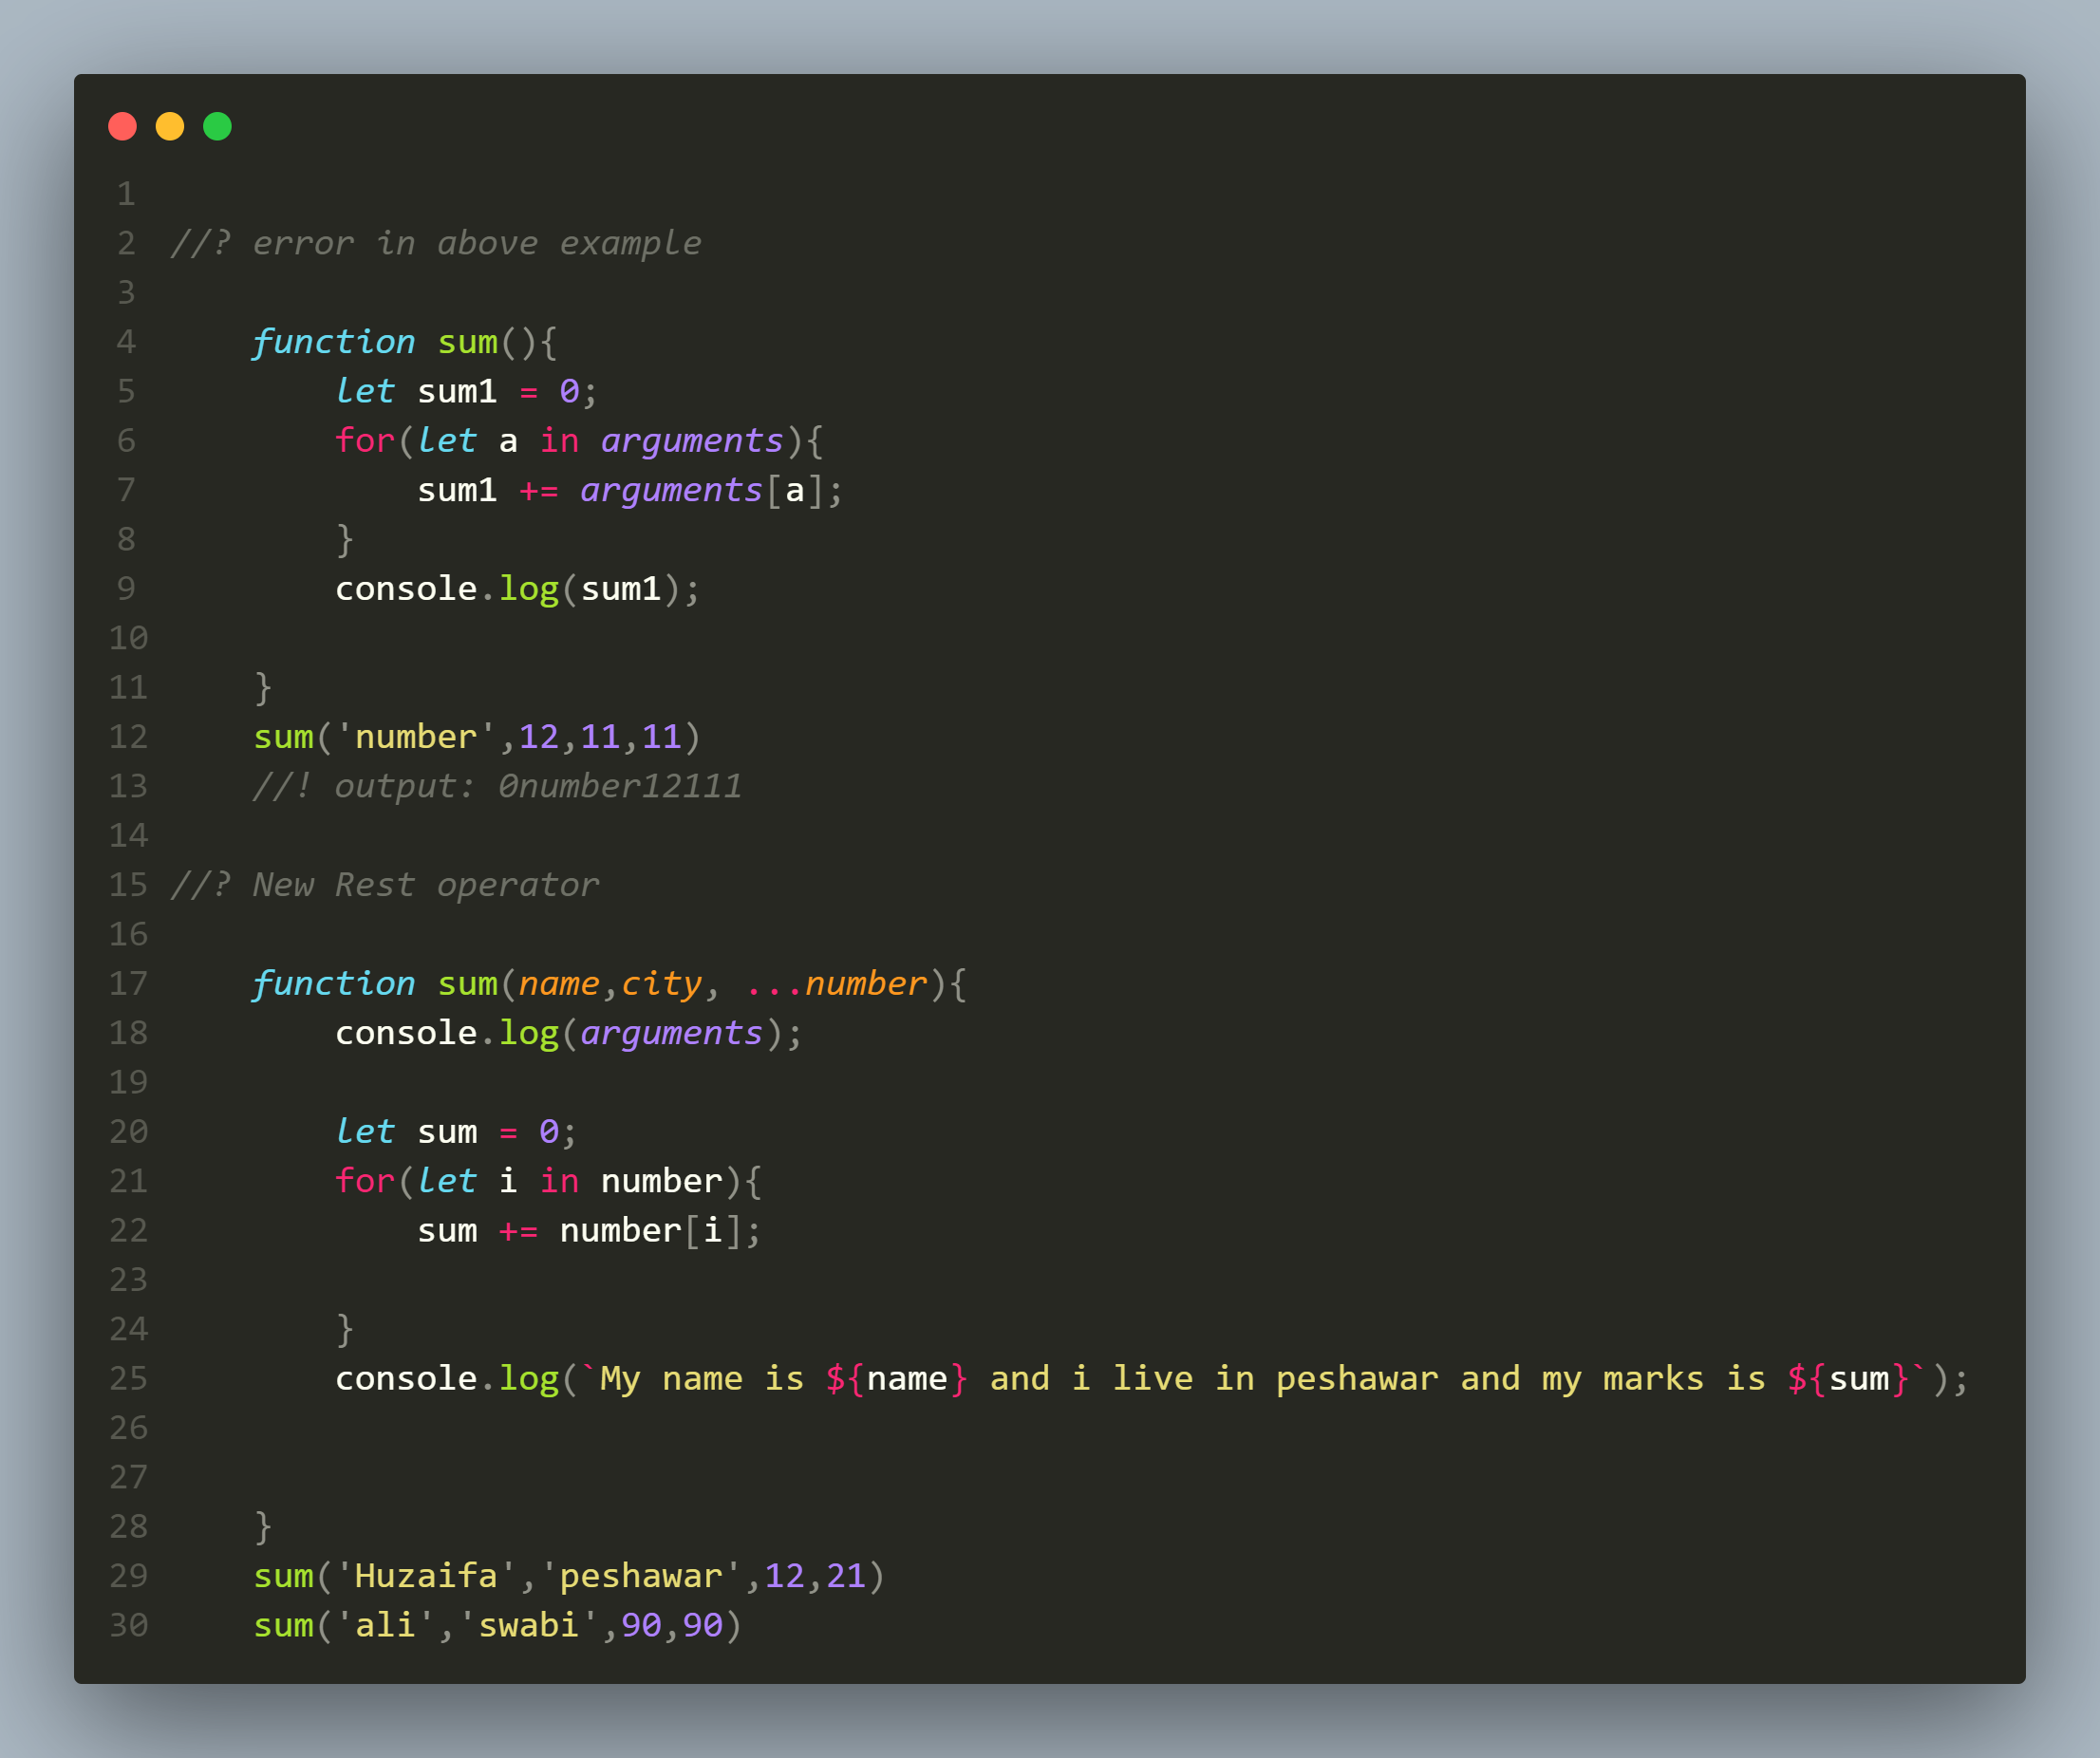 1
2 //? error in above example
3
4     function sum(){
5         let sum1 = 0;
6         for(let a in arguments){
7             sum1 += arguments[a];
8         }
9         console.log(sum1);
10
11     }
12     sum('number',12,11,11)
13     //! output: 0number12111
14
15 //? New Rest operator
16
17     function sum(name,city, ...number){
18         console.log(arguments);
19
20         let sum = 0;
21         for(let i in number){
22             sum += number[i];
23
24         }
25         console.log(`My name is ${name} and i live in peshawar and my marks is ${sum}`);
26
27
28     }
29     sum('Huzaifa','peshawar',12,21)
30     sum('ali','swabi',90,90)